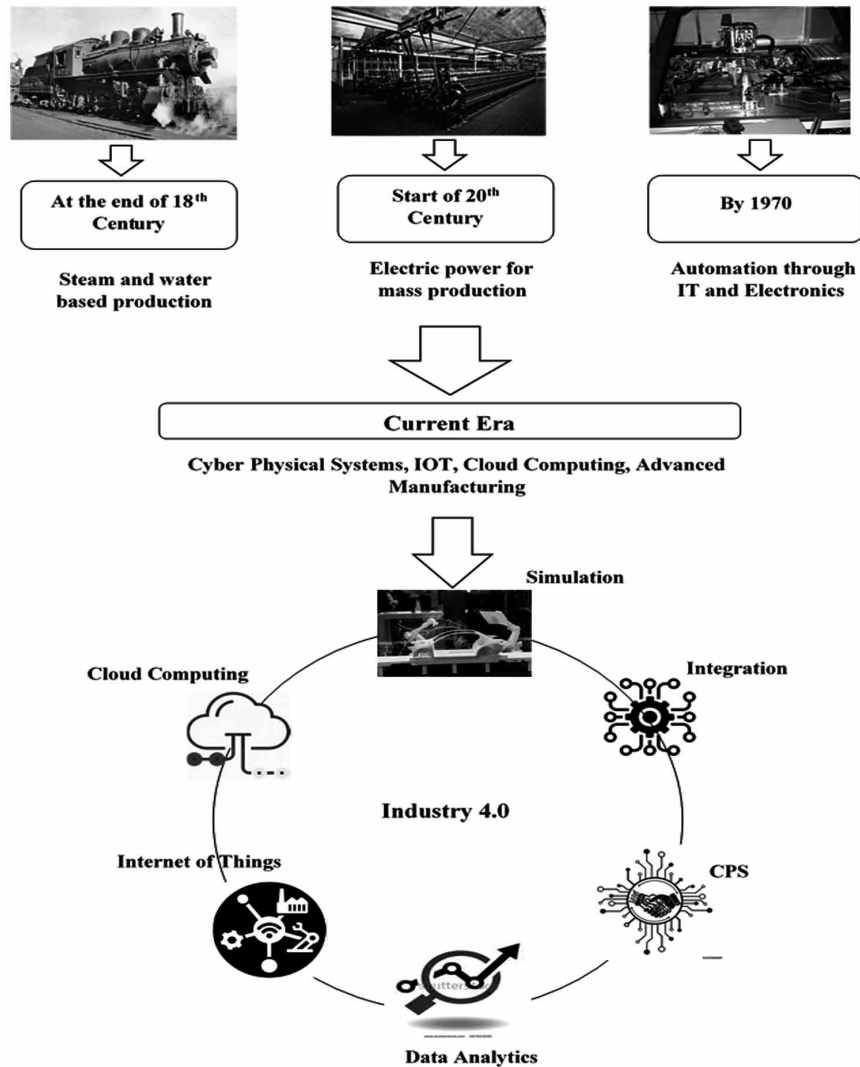 At the end of 18th
Century
Start of 20th
Century
By 1970
Steam and water
based production
Electric power for
mass production
Automation through
IT and Electronics
Current Era
Cyber Physical Systems, IOT, Cloud Computing, Advanced
Manufacturing
Simulation
Cloud Computing
Integration
Industry 4.0
Internet of Things
CPS
shutterstock
Data Analytics